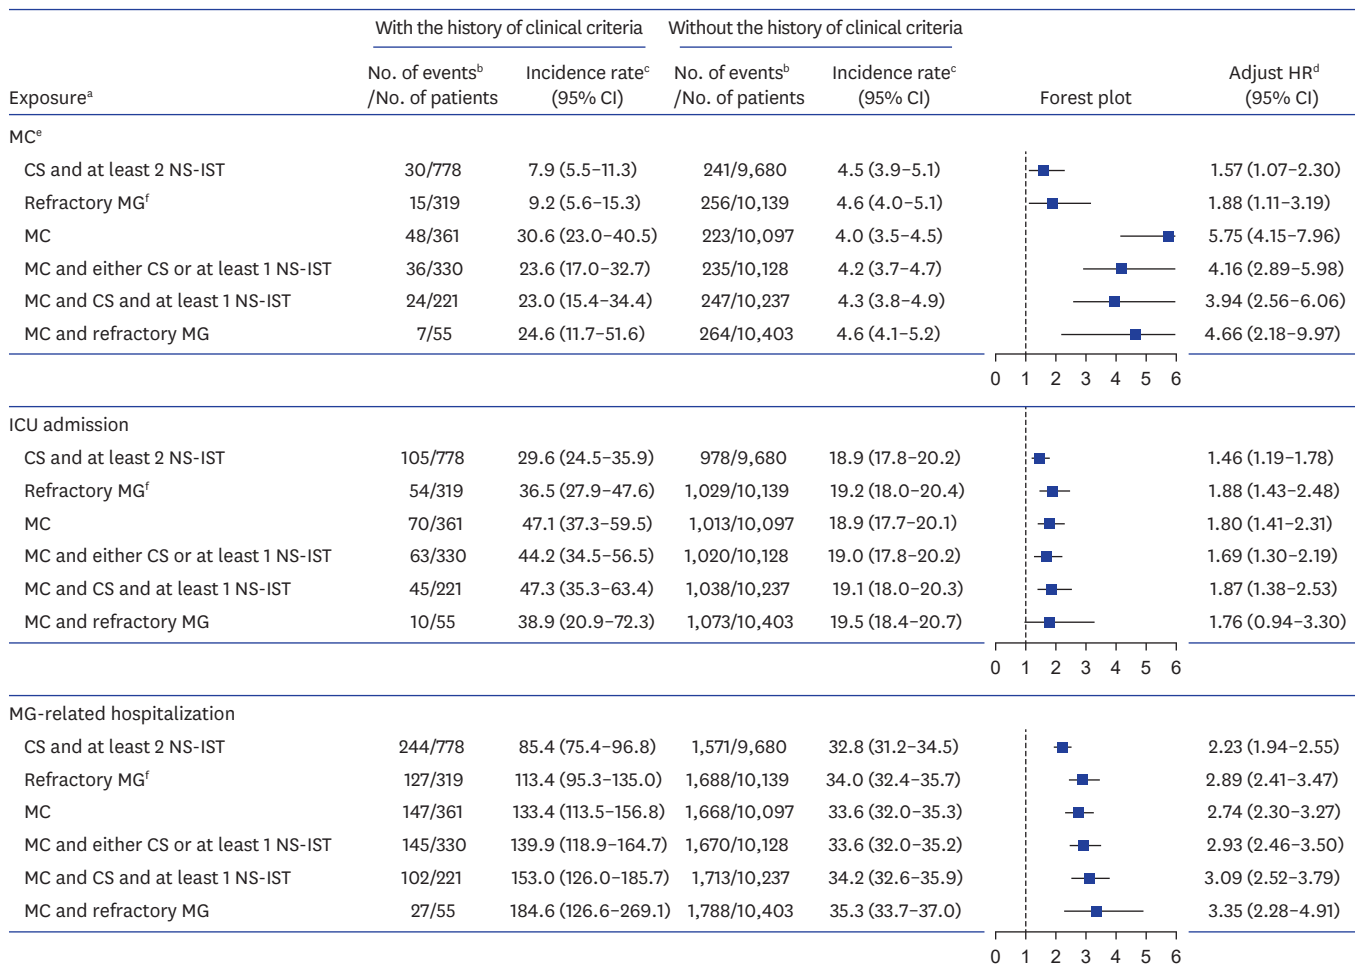 With the history of clinical criteria Without the history of clinical criteria
No. of eventsᵇ Incidence rateᶜ No. of eventsᵇ Incidence rateᶜ Adjust HRᵈ
Exposureᵃ /No. of patients (95% CI) /No. of patients (95% CI) Forest plot (95% CI)
MCᵉ
CS and at least 2 NS-IST 30/778 7.9 (5.5–11.3) 241/9,680 4.5 (3.9–5.1) 1.57 (1.07–2.30)
Refractory MGᶠ 15/319 9.2 (5.6–15.3) 256/10,139 4.6 (4.0–5.1) 1.88 (1.11–3.19)
MC 48/361 30.6 (23.0–40.5) 223/10,097 4.0 (3.5–4.5) 5.75 (4.15–7.96)
MC and either CS or at least 1 NS-IST 36/330 23.6 (17.0–32.7) 235/10,128 4.2 (3.7–4.7) 4.16 (2.89–5.98)
MC and CS and at least 1 NS-IST 24/221 23.0 (15.4–34.4) 247/10,237 4.3 (3.8–4.9) 3.94 (2.56–6.06)
MC and refractory MG 7/55 24.6 (11.7–51.6) 264/10,403 4.6 (4.1–5.2) 4.66 (2.18–9.97)
0 1 2 3 4 5 6
ICU admission
CS and at least 2 NS-IST 105/778 29.6 (24.5–35.9) 978/9,680 18.9 (17.8–20.2) 1.46 (1.19–1.78)
Refractory MGᶠ 54/319 36.5 (27.9–47.6) 1,029/10,139 19.2 (18.0–20.4) 1.88 (1.43–2.48)
MC 70/361 47.1 (37.3–59.5) 1,013/10,097 18.9 (17.7–20.1) 1.80 (1.41–2.31)
MC and either CS or at least 1 NS-IST 63/330 44.2 (34.5–56.5) 1,020/10,128 19.0 (17.8–20.2) 1.69 (1.30–2.19)
MC and CS and at least 1 NS-IST 45/221 47.3 (35.3–63.4) 1,038/10,237 19.1 (18.0–20.3) 1.87 (1.38–2.53)
MC and refractory MG 10/55 38.9 (20.9–72.3) 1,073/10,403 19.5 (18.4–20.7) 1.76 (0.94–3.30)
0 1 2 3 4 5 6
MG-related hospitalization
CS and at least 2 NS-IST 244/778 85.4 (75.4–96.8) 1,571/9,680 32.8 (31.2–34.5) 2.23 (1.94–2.55)
Refractory MGᶠ 127/319 113.4 (95.3–135.0) 1,688/10,139 34.0 (32.4–35.7) 2.89 (2.41–3.47)
MC 147/361 133.4 (113.5–156.8) 1,668/10,097 33.6 (32.0–35.3) 2.74 (2.30–3.27)
MC and either CS or at least 1 NS-IST 145/330 139.9 (118.9–164.7) 1,670/10,128 33.6 (32.0–35.2) 2.93 (2.46–3.50)
MC and CS and at least 1 NS-IST 102/221 153.0 (126.0–185.7) 1,713/10,237 34.2 (32.6–35.9) 3.09 (2.52–3.79)
MC and refractory MG 27/55 184.6 (126.6–269.1) 1,788/10,403 35.3 (33.7–37.0) 3.35 (2.28–4.91)
0 1 2 3 4 5 6